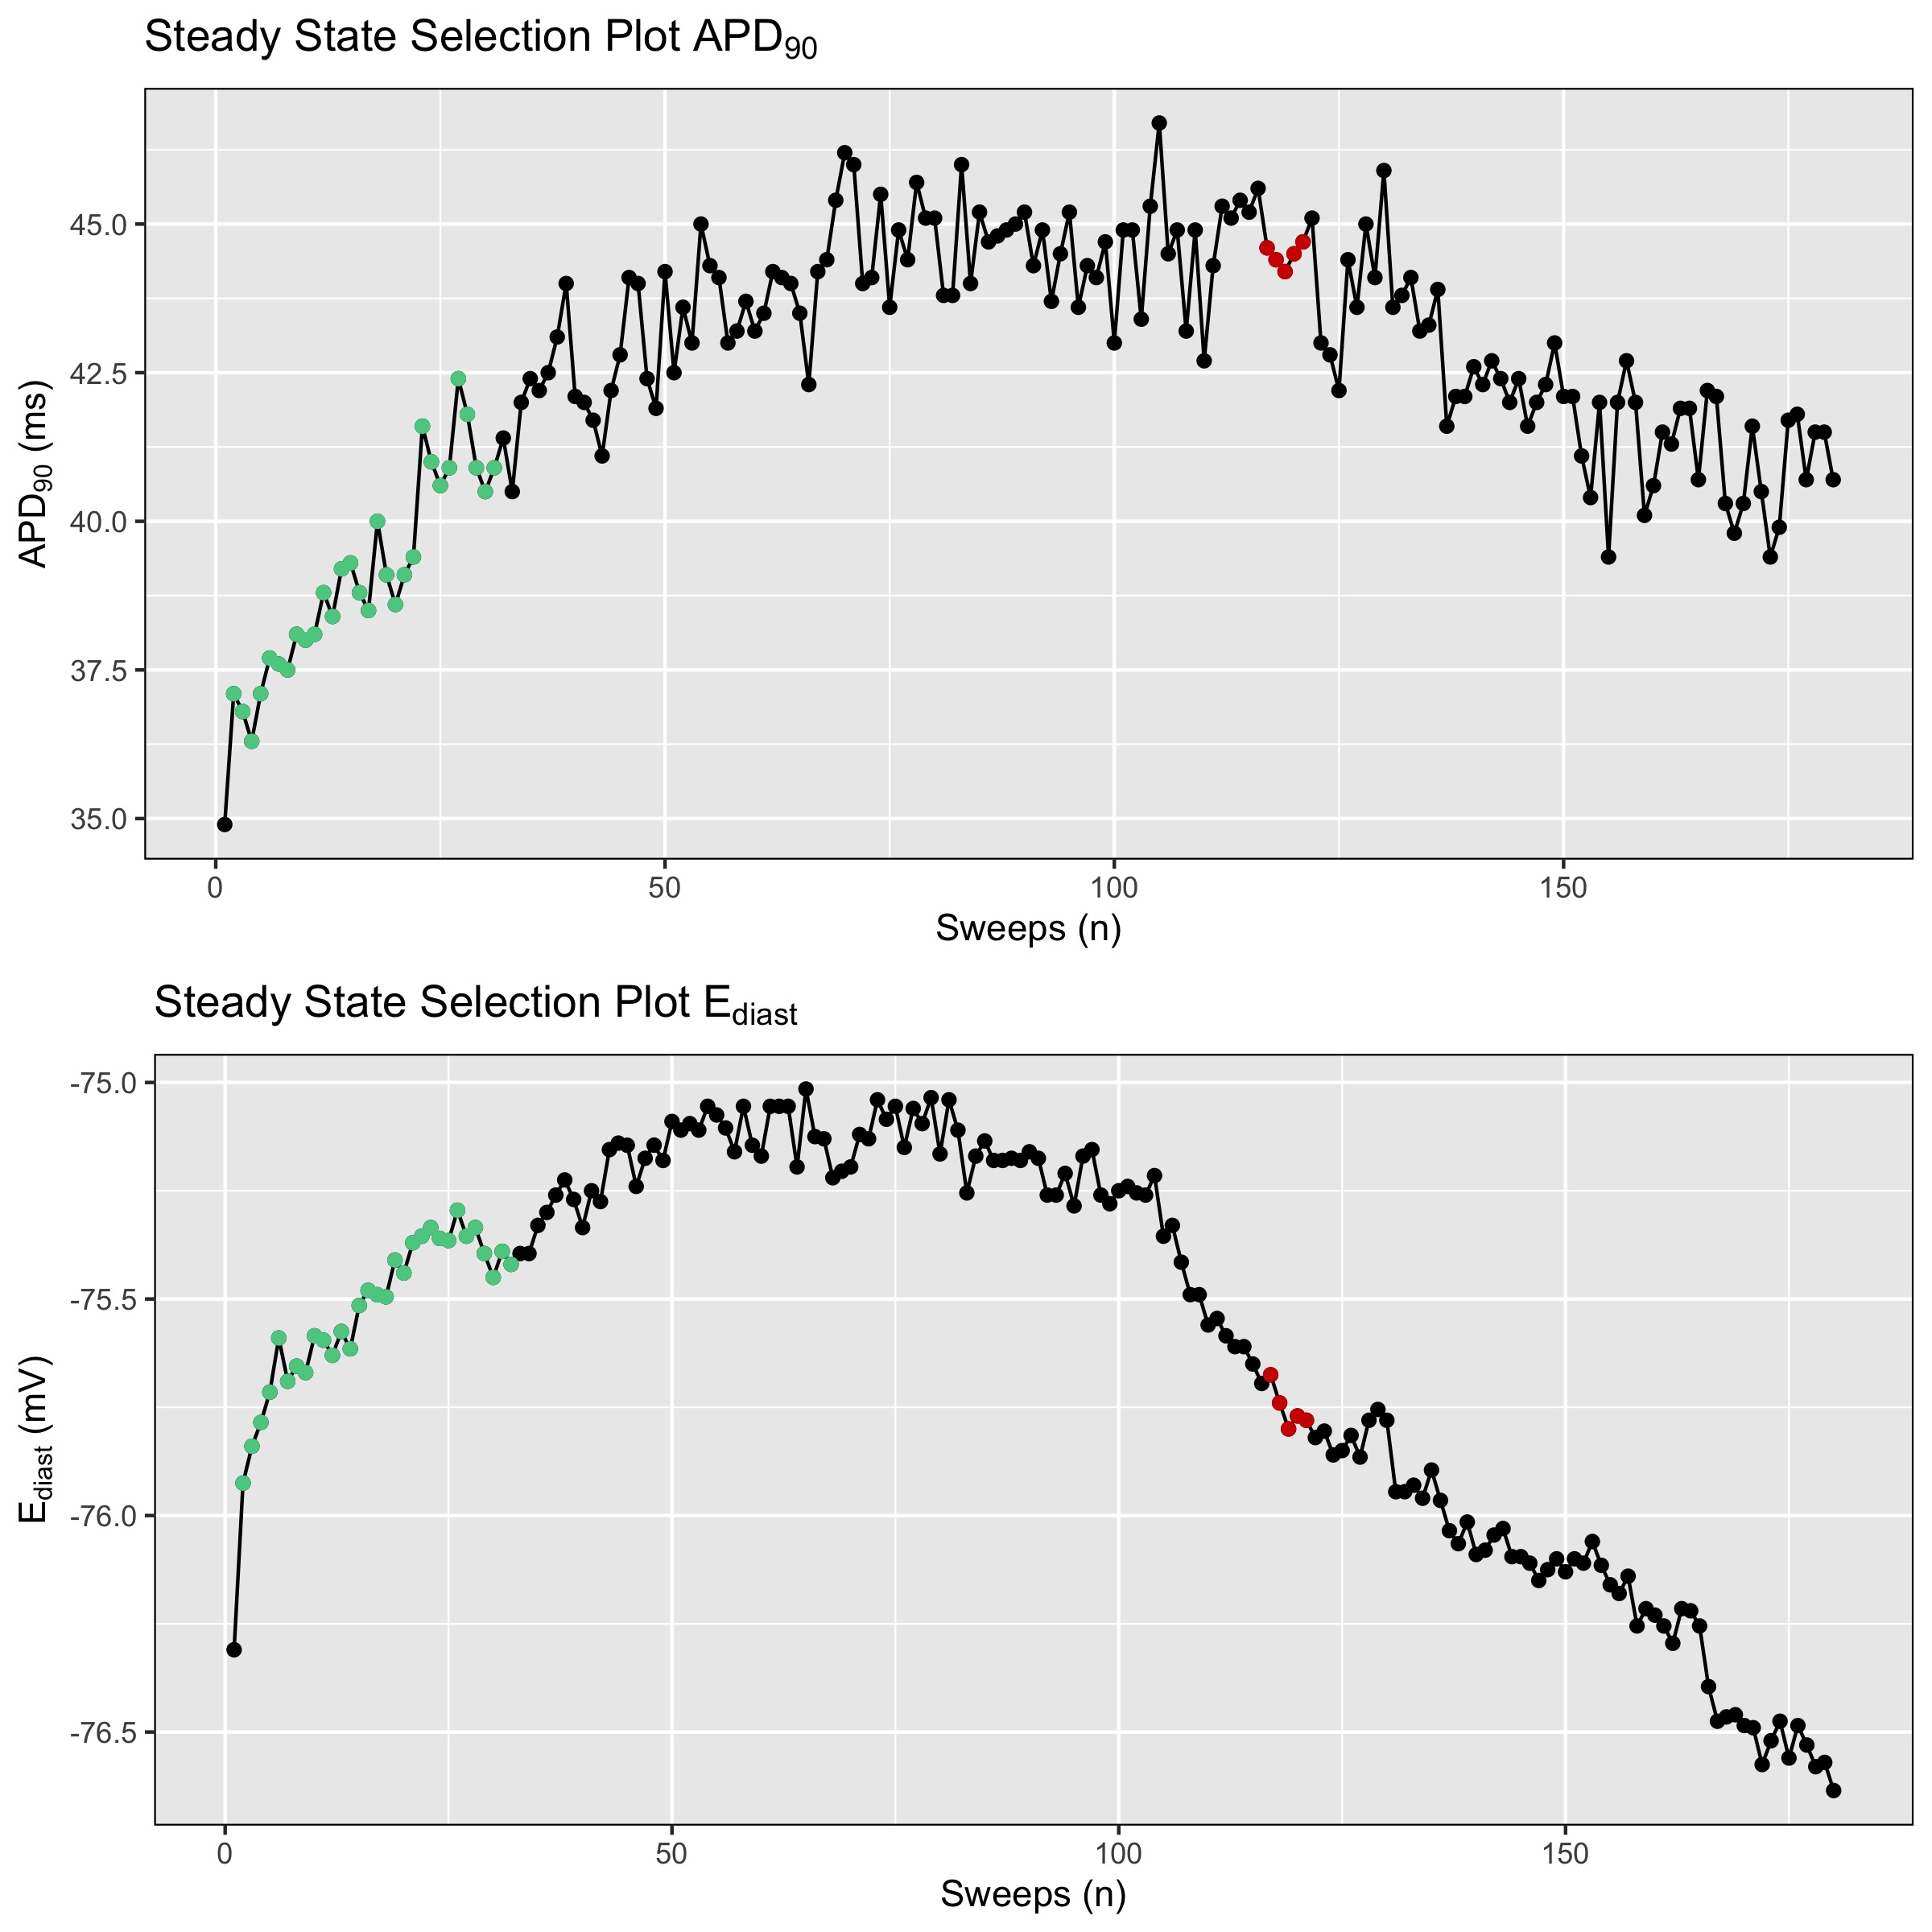 Steady State Selection Plot APD90
45.0
42.5
40.0
37.5
35.0
APD90 (ms)
0 50 100 150
Sweeps (n)
Steady State Selection Plot Ediast
-75.0
-75.5
-76.0
-76.5
Ediast (mV)
0 50 100 150
Sweeps (n)